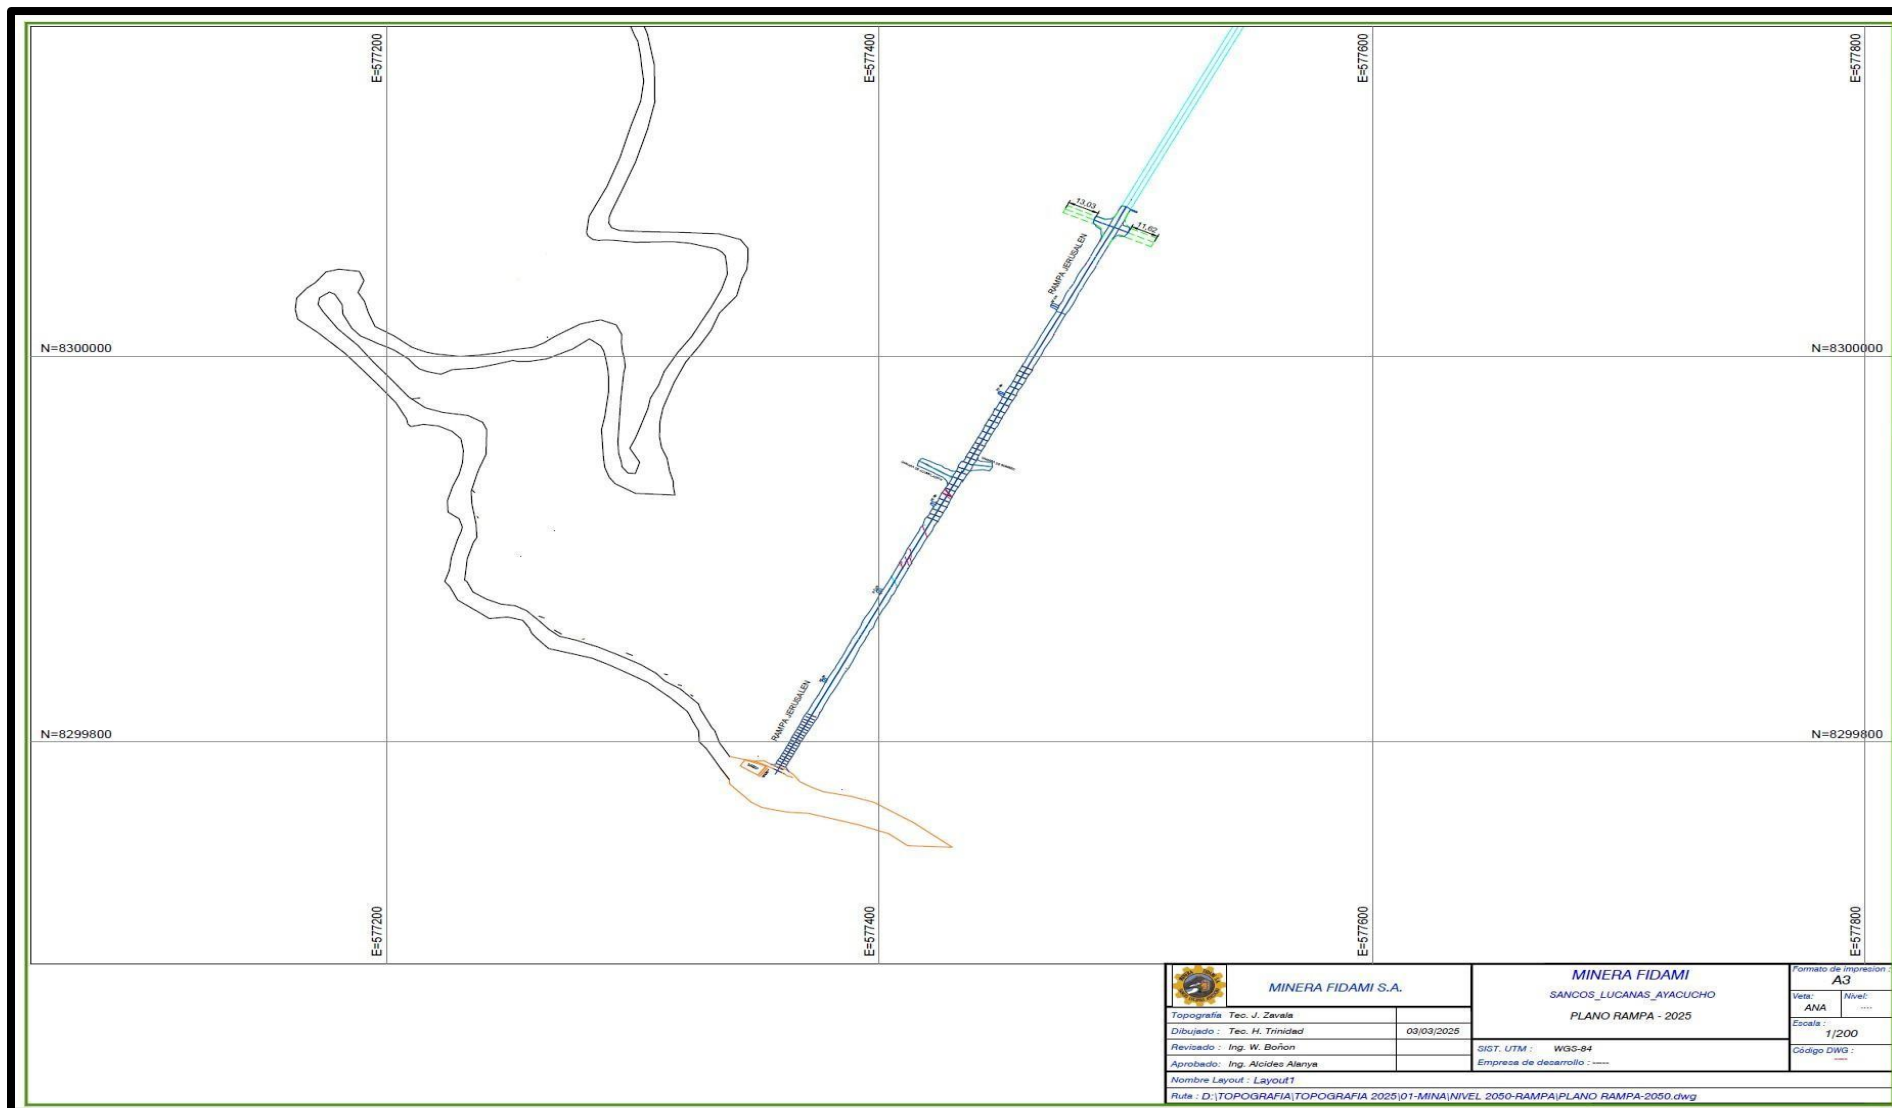 E=577200
E=577400
E=577600
E=577800
13,03
11,62
RAMPA JERUSALEN
N=8300000
N=8300000
RAMPA JERUSALEN
N=8299800
N=8299800
E=577200
E=577400
E=577600
E=577800
MINERA FIDAMI S.A.
Topografía Tec. J. Zavala
Dibujado : Tec. H. Trinidad 03/03/2025
Revisado : Ing. W. Boñon
Aprobado: Ing. Alcides Alanya
MINERA FIDAMI
SANCOS_LUCANAS_AYACUCHO
PLANO RAMPA - 2025
SIST. UTM : WGS-84
Empresa de desarrollo : -----
Formato de impresion :
A3
Veta: Nivel:
ANA ----
Escala :
1/200
Código DWG :
----
Nombre Layout : Layout1
Ruta : D:\TOPOGRAFIA\TOPOGRAFIA 2025\01-MINA\NIVEL 2050-RAMPA\PLANO RAMPA-2050.dwg